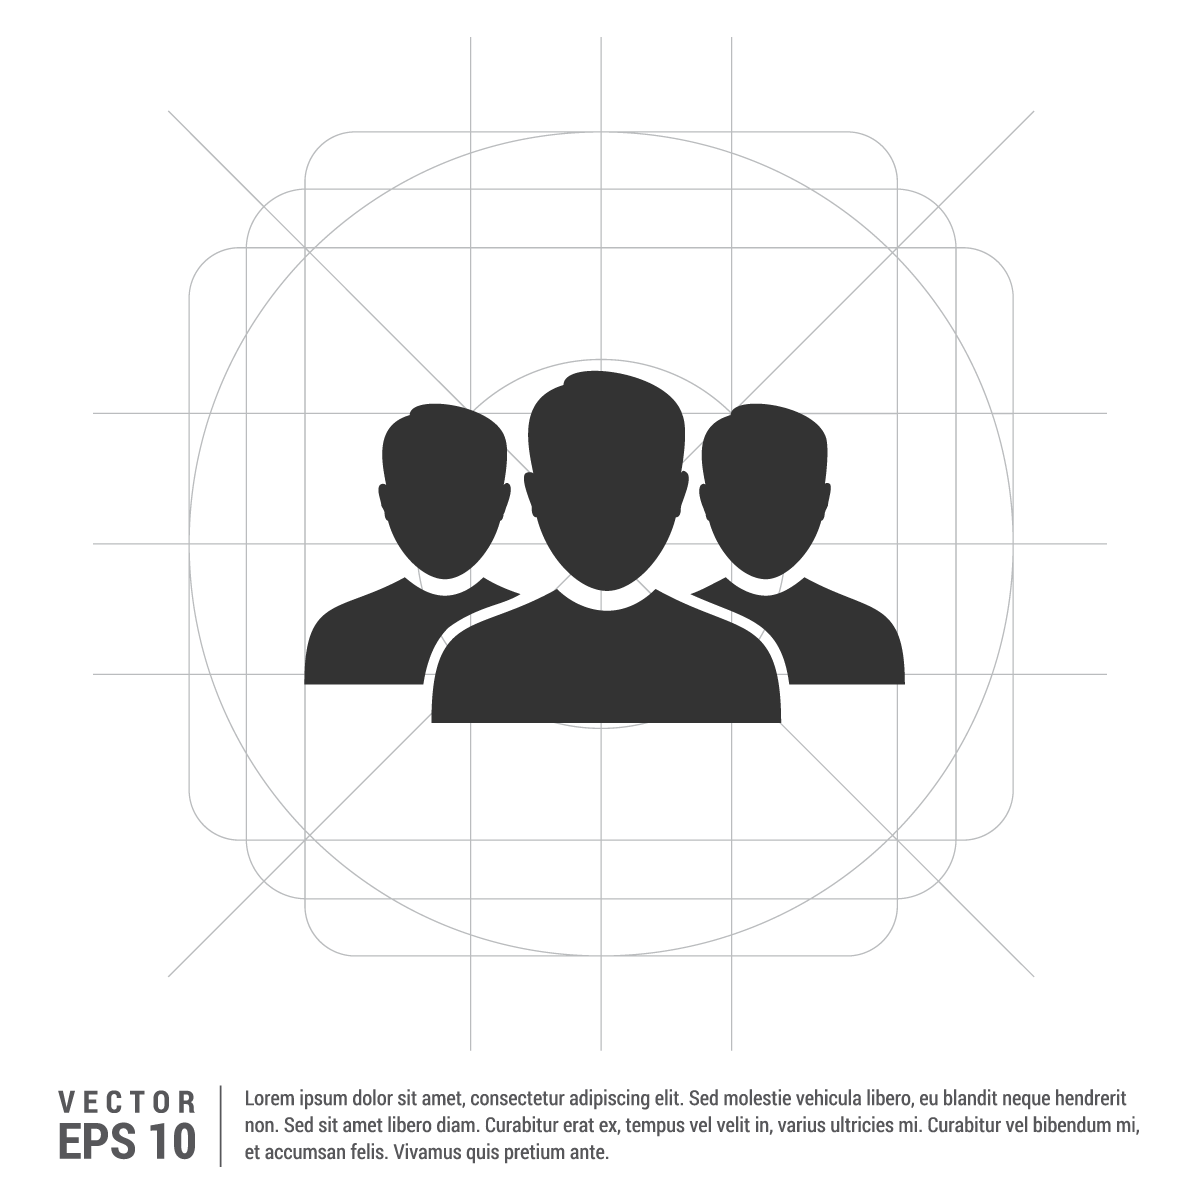 VECTOR
EPS 10
Lorem ipsum dolor sit amet, consectetur adipiscing elit. Sed molestie vehicula libero, eu blandit neque hendrerit
non. Sed sit amet libero diam. Curabitur erat ex, tempus vel velit in, varius ultricies mi. Curabitur vel bibendum mi,
et accumsan felis. Vivamus quis pretium ante.